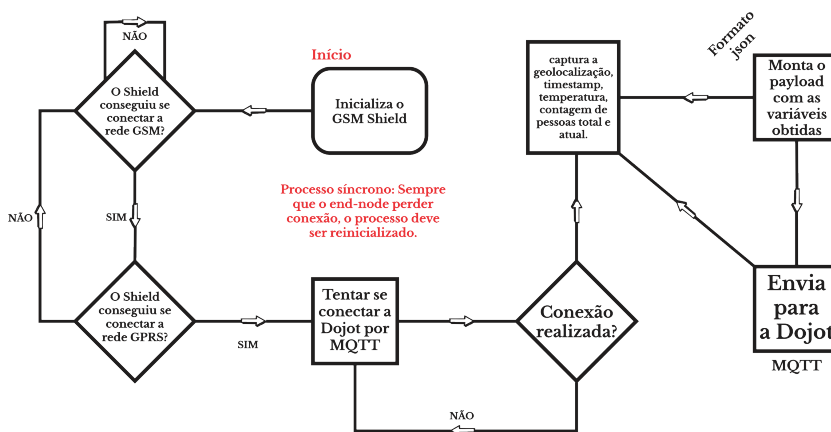 NÃO
O Shield
conseguiu se
conectar a
rede GSM?
Início
Inicializa o
GSM Shield
captura a
geolocalização,
timestamp,
temperatura,
contagem de
pessoas total e
atual.
Formato
json
Monta o
payload
com as
variáveis
obtidas
Processo síncrono: Sempre
que o end-node perder
conexão, o processo deve
ser reinicializado.
NÃO
SIM
O Shield
conseguiu se
conectar a
rede GPRS?
SIM
Tentar se
conectar a
Dojot por
MQTT
Conexão
realizada?
NÃO
Envia
para
a Dojot
MQTT